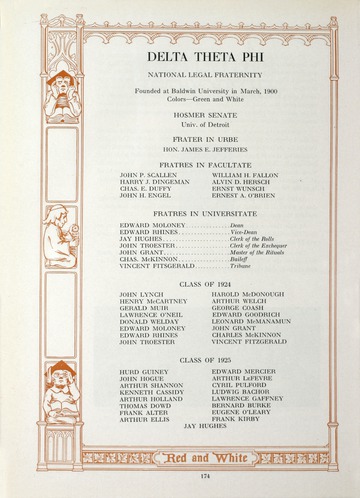 DELTA THETA PHI
NATIONAL LEGAL FRATERNITY
Founded at Baldwin University in March, 1900
Colors—Green and White
HOSMER SENATE
Univ. of Detroit
FRATER IN URBE
HON. JAMES E. JEFFERIES
FRATRES IN FACULTATE
JOHN P. SCALLEN WILLIAM H. FALLON
HARRY J. DINGEMAN ALVIN D. HERSCH
CHAS. E. DUFFY ERNST WUNSCH
JOHN H. ENGEL ERNEST A. O'BRIEN
FRATRES IN UNIVERSITATE
EDWARD MOLONEY Dean
EDWARD RHINES Vice-Dean
JAY HUGHES Clerk of the Rolls
JOHN TROESTER Clerk of the Exchequer
JOHN GRANT Master of the Rituals
CHAS. McKINNON Bailiff
VINCENT FITSGERALD Tribune
CLASS OF 1924
JOHN LYNCH HAROLD McDONOUGH
HENRY McCARTNEY ARTHUR WELCH
GERALD MUIR GEORGE COASH
LAWRENCE O'NEIL EDWARD GOODRICH
DONALD WELDAY LEONARD McMANAMUN
EDWARD MOLONEY JOHN GRANT
EDWARD RHINES CHARLES McKINNON
JOHN TROESTER VINCENT FITZGERALD
CLASS OF 1925
HURD GUINEY EDWARD MERCIER
JOHN HOGUE ARTHUR LeFEVRE
ARTHUR SHANNON CYRIL PULFORD
KENNETH CASSIDY LUDWIG BACHOR
ARTHUR HOLLAND LAWRENCE GAFFNEY
THOMAS DOWD BERNARD BURKE
FRANK ALTER EUGENE O'LEARY
ARTHUR ELLIS FRANK KIRBY
JAY HUGHES
Red and White
174